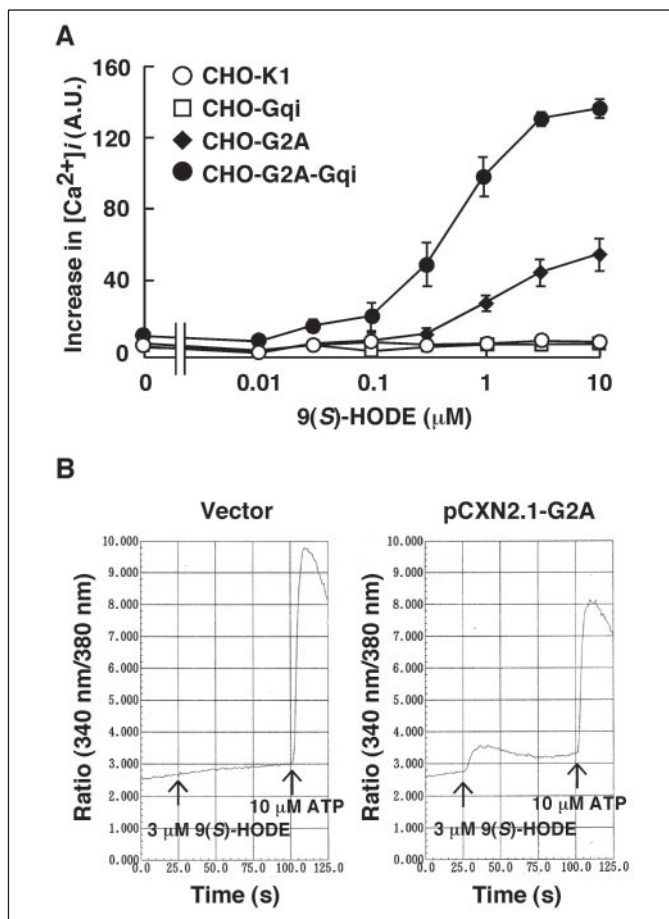 A
Increase in [Ca2+]i (A.U.)
160
120
80
40
0
CHO-K1
CHO-Gqi
CHO-G2A
CHO-G2A-Gqi
0 0.01 0.1 1 10
9(S)-HODE (μM)
B
Vector
Ratio (340 nm/380 nm)
10.000
9.000
8.000
7.000
6.000
5.000
4.000
3.000
2.000
1.000
0.000
3 μM 9(S)-HODE
10 μM ATP
0.0 25.0 50.0 75.0 100.0 125.0
Time (s)
pCXN2.1-G2A
Ratio (340 nm/380 nm)
10.000
9.000
8.000
7.000
6.000
5.000
4.000
3.000
2.000
1.000
0.000
3 μM 9(S)-HODE
10 μM ATP
0.0 25.0 50.0 75.0 100.0 125.0
Time (s)